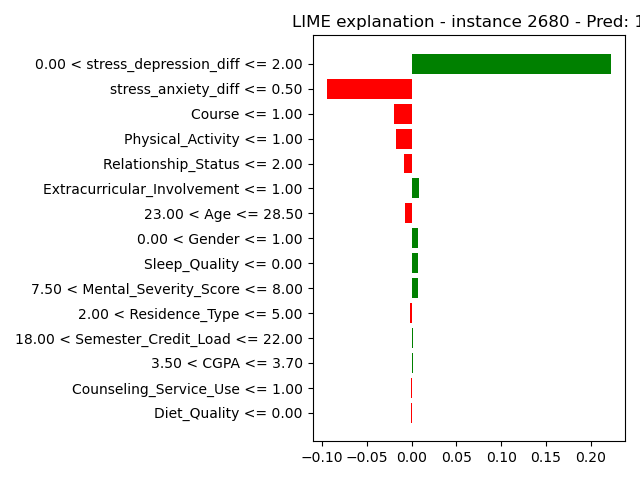 LIME explanation - instance 2680 - Pred: 1
0.00 < stress_depression_diff <= 2.00
stress_anxiety_diff <= 0.50
Course <= 1.00
Physical_Activity <= 1.00
Relationship_Status <= 2.00
Extracurricular_Involvement <= 1.00
23.00 < Age <= 28.50
0.00 < Gender <= 1.00
Sleep_Quality <= 0.00
7.50 < Mental_Severity_Score <= 8.00
2.00 < Residence_Type <= 5.00
18.00 < Semester_Credit_Load <= 22.00
3.50 < CGPA <= 3.70
Counseling_Service_Use <= 1.00
Diet_Quality <= 0.00
−0.10 −0.05 0.00 0.05 0.10 0.15 0.20